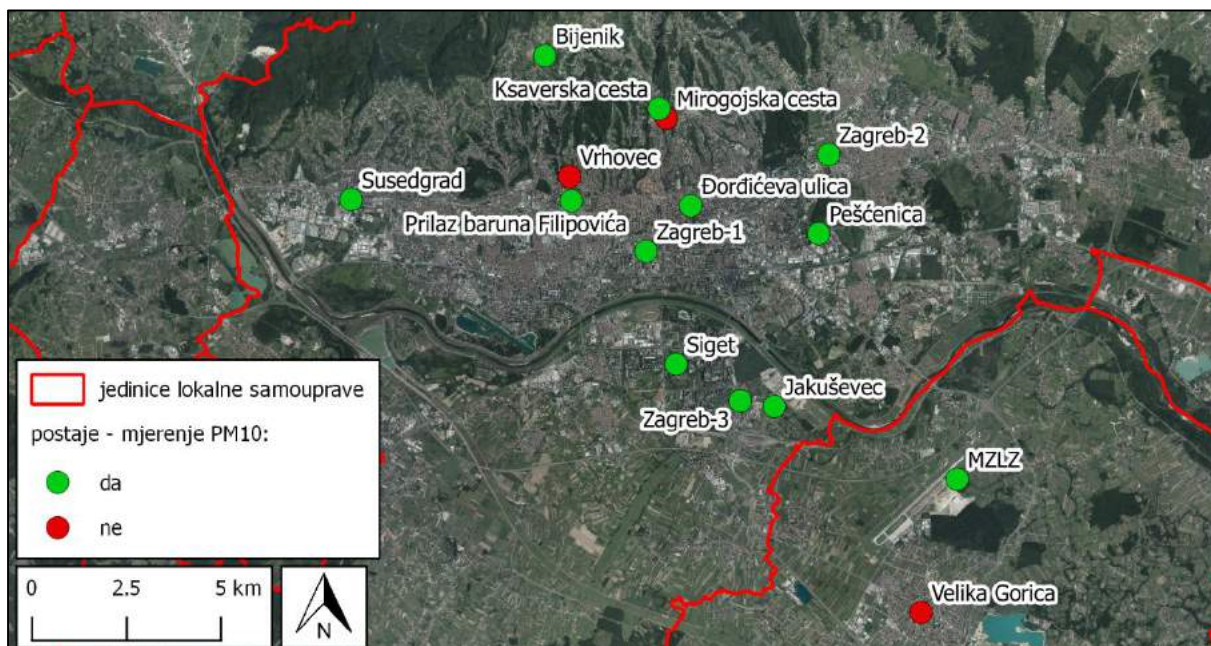 Bijenik
Ksaverska cesta
Mirogojska cesta
Zagreb-2
Vrhovec
Susedgrad
Đorđićeva ulica
Prilaz baruna Filipovića
Pešćenica
Zagreb-1
Siget
Jakuševec
Zagreb-3
MZLZ
Velika Gorica
jedinice lokalne samouprave
postaje - mjerenje PM10:
da
ne
0 2.5 5 km
N